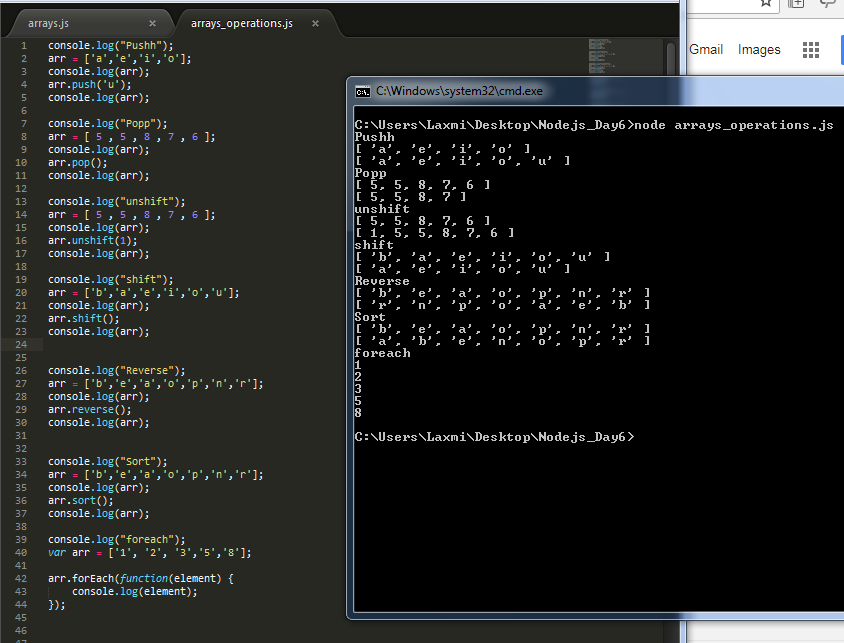 arrays.js × arrays_operations.js ×
1 console.log("Pushh");
2 arr = ['a','e','i','o'];
3 console.log(arr);
4 arr.push('u');
5 console.log(arr);
6
7 console.log("Popp");
8 arr = [ 5 , 5 , 8 , 7 , 6 ];
9 console.log(arr);
10 arr.pop();
11 console.log(arr);
12
13 console.log("unshift");
14 arr = [ 5 , 5 , 8 , 7 , 6 ];
15 console.log(arr);
16 arr.unshift(1);
17 console.log(arr);
18
19 console.log("shift");
20 arr = ['b','a','e','i','o','u'];
21 console.log(arr);
22 arr.shift();
23 console.log(arr);
24
25
26 console.log("Reverse");
27 arr = ['b','e','a','o','p','n','r'];
28 console.log(arr);
29 arr.reverse();
30 console.log(arr);
31
32
33 console.log("Sort");
34 arr = ['b','e','a','o','p','n','r'];
35 console.log(arr);
36 arr.sort();
37 console.log(arr);
38
39 console.log("foreach");
40 var arr = ['1', '2', '3','5','8'];
41
42 arr.forEach(function(element) {
43 console.log(element);
44 });
45
46
Gmail Images
C:\Windows\system32\cmd.exe
C:\Users\Laxmi\Desktop\Nodejs_Day6>node arrays_operations.js
Pushh
[ 'a', 'e', 'i', 'o' ]
[ 'a', 'e', 'i', 'o', 'u' ]
Popp
[ 5, 5, 8, 7, 6 ]
[ 5, 5, 8, 7 ]
unshift
[ 5, 5, 8, 7, 6 ]
[ 1, 5, 5, 8, 7, 6 ]
shift
[ 'b', 'a', 'e', 'i', 'o', 'u' ]
[ 'a', 'e', 'i', 'o', 'u' ]
Reverse
[ 'b', 'e', 'a', 'o', 'p', 'n', 'r' ]
[ 'r', 'n', 'p', 'o', 'a', 'e', 'b' ]
Sort
[ 'b', 'e', 'a', 'o', 'p', 'n', 'r' ]
[ 'a', 'b', 'e', 'n', 'o', 'p', 'r' ]
foreach
1
2
3
5
8
C:\Users\Laxmi\Desktop\Nodejs_Day6>